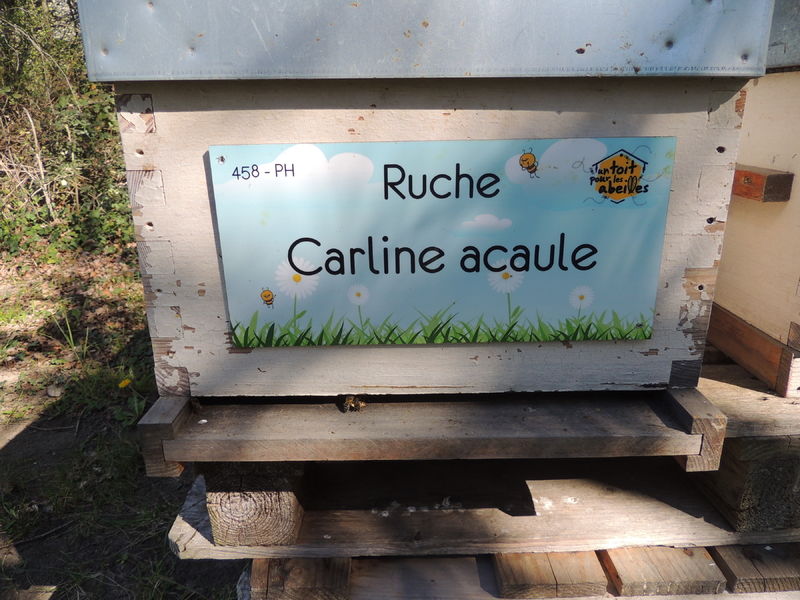 458 - PH
Ruche
un toit
pour les
abeilles
Carline acaule